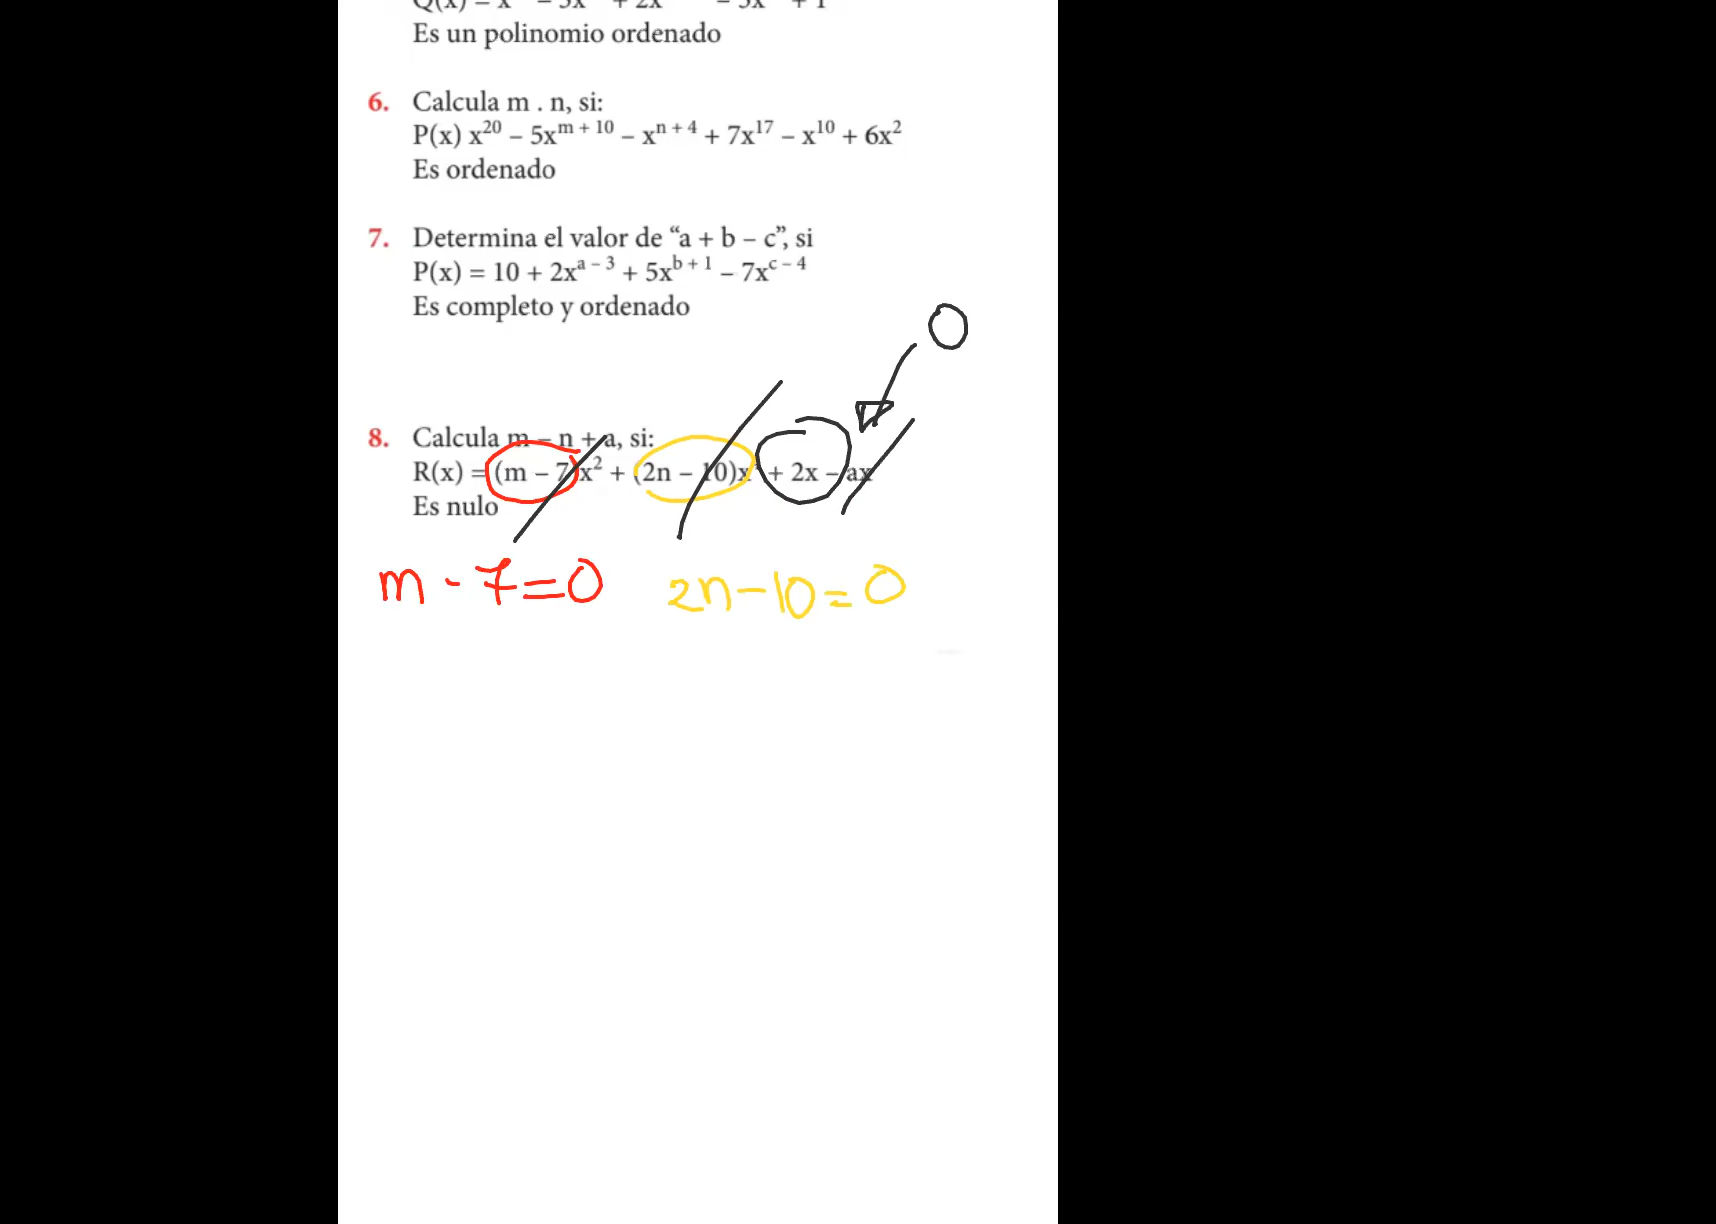 Es un polinomio ordenado
6. Calcula m . n, si:
P(x) x²⁰ – 5xᵐ ⁺ ¹⁰ – xⁿ ⁺ ⁴ + 7x¹⁷ – x¹⁰ + 6x²
Es ordenado
7. Determina el valor de “a + b – c”, si
P(x) = 10 + 2xᵃ ⁻ ³ + 5xᵇ ⁺ ¹ – 7xᶜ ⁻ ⁴
Es completo y ordenado
0
8. Calcula m – n + a, si:
R(x) = (m – 7)x² + (2n – 10)x + 2x – ax
Es nulo
m - 7 = 0 2n - 10 = 0